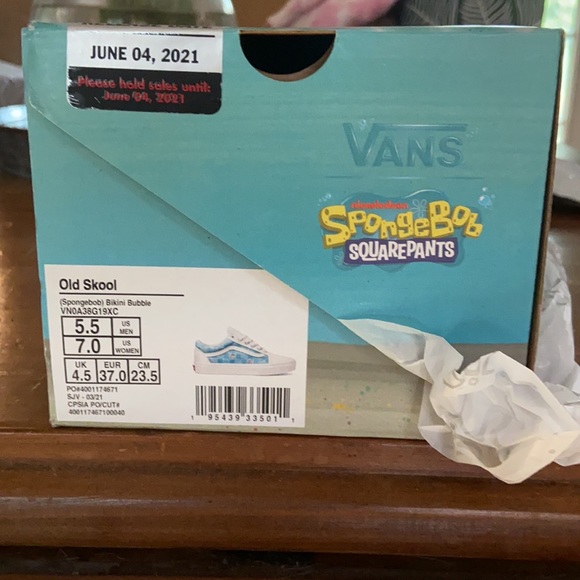 JUNE 04, 2021
Please hold sales until:
June 04, 2021
VANS
nickelodeon
SpongeBob
SQUAREPANTS
Old Skool
(Spongebob) Bikini Bubble
VN0A38G19XC
5.5 US MEN
7.0 US WOMEN
UK EUR CM
4.5 37.0 23.5
PO#4001174671
SJV - 03/21
CPSIA PO/CUT#
400117467100040
1 95439 33501 1